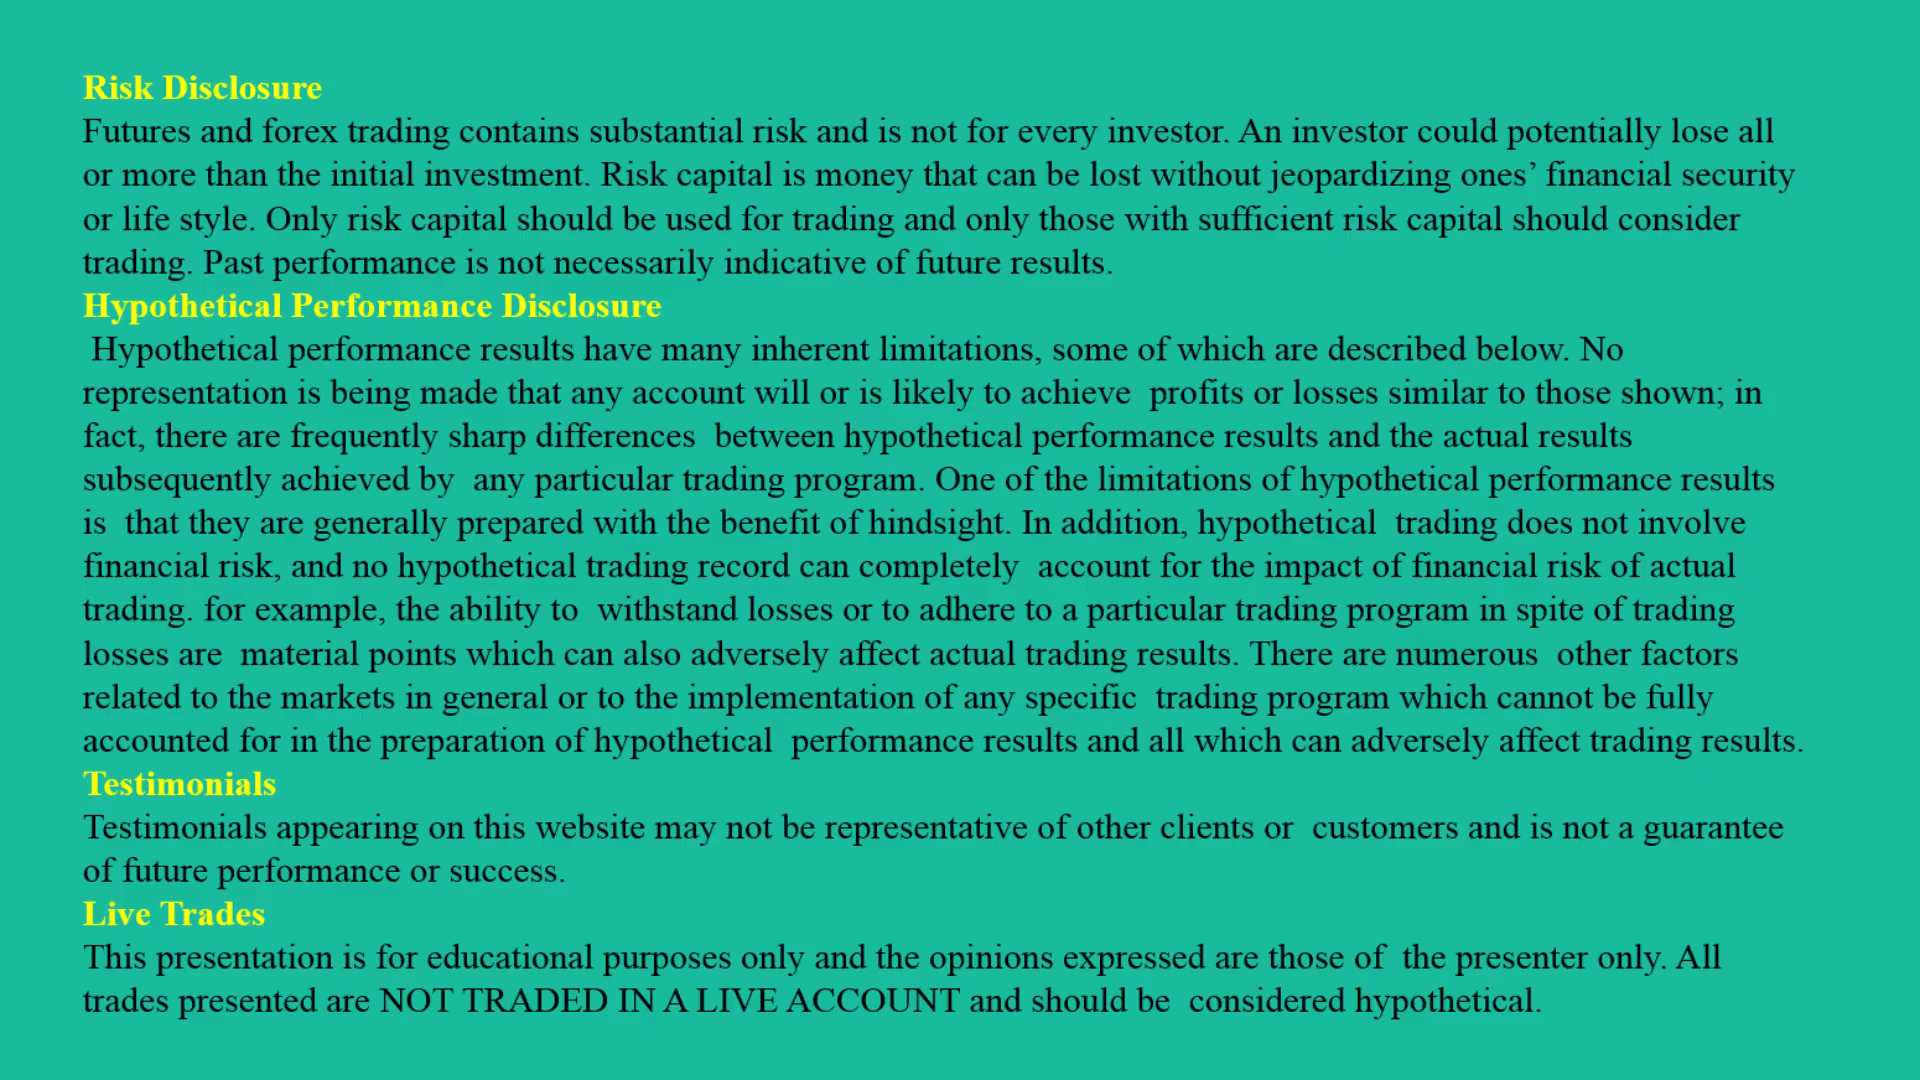 Risk Disclosure
Futures and forex trading contains substantial risk and is not for every investor. An investor could potentially lose all
or more than the initial investment. Risk capital is money that can be lost without jeopardizing ones’ financial security
or life style. Only risk capital should be used for trading and only those with sufficient risk capital should consider
trading. Past performance is not necessarily indicative of future results.
Hypothetical Performance Disclosure
Hypothetical performance results have many inherent limitations, some of which are described below. No
representation is being made that any account will or is likely to achieve  profits or losses similar to those shown; in
fact, there are frequently sharp differences  between hypothetical performance results and the actual results
subsequently achieved by  any particular trading program. One of the limitations of hypothetical performance results
is  that they are generally prepared with the benefit of hindsight. In addition, hypothetical  trading does not involve
financial risk, and no hypothetical trading record can completely  account for the impact of financial risk of actual
trading. for example, the ability to  withstand losses or to adhere to a particular trading program in spite of trading
losses are  material points which can also adversely affect actual trading results. There are numerous  other factors
related to the markets in general or to the implementation of any specific  trading program which cannot be fully
accounted for in the preparation of hypothetical  performance results and all which can adversely affect trading results.
Testimonials
Testimonials appearing on this website may not be representative of other clients or  customers and is not a guarantee
of future performance or success.
Live Trades
This presentation is for educational purposes only and the opinions expressed are those of  the presenter only. All
trades presented are NOT TRADED IN A LIVE ACCOUNT and should be  considered hypothetical.